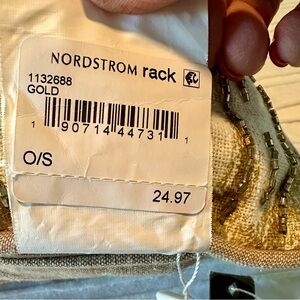 NORDSTROM rack
1132688
GOLD
1 90714 44731 1
O/S
24.97